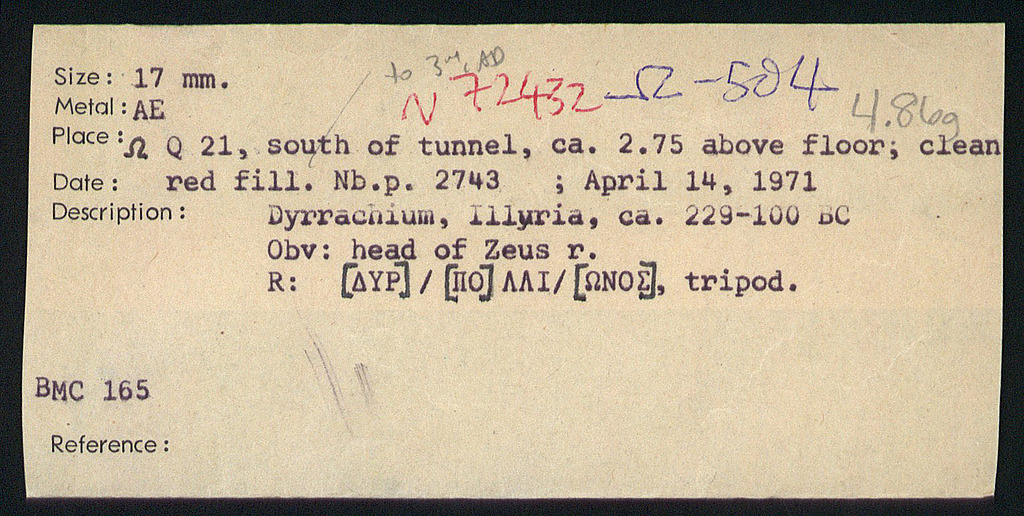 to 3rd, AD
Size: 17 mm.
N 72432 Ω-504
Metal: AE
4.86g
Place: Ω Q 21, south of tunnel, ca. 2.75 above floor; clean
Date: red fill. Nb.p. 2743 ; April 14, 1971
Description: Dyrrachium, Illyria, ca. 229-100 BC
Obv: head of Zeus r.
R: [ΔΥΡ]/[ΠΟ]ΛΛΙ/[ΩΝΟΣ], tripod.
BMC 165
Reference: